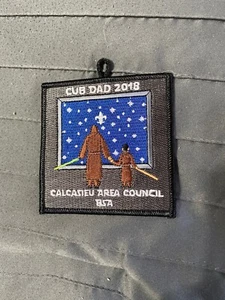 CUB DAD 2018
CALCASIEU AREA COUNCIL
BSA